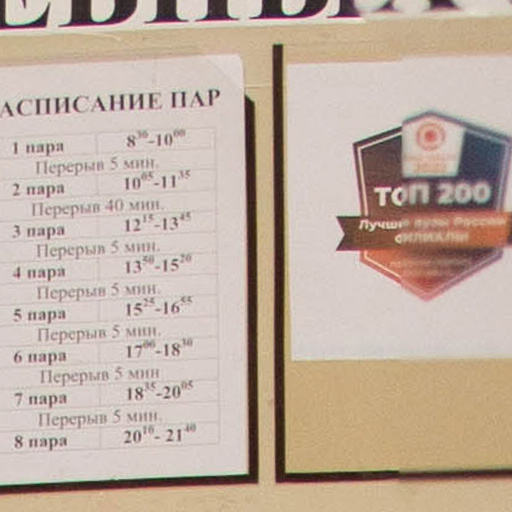 АСПИСАНИЕ ПАР
1 пара 8³⁰-10⁰⁰
Перерыв 5 мин.
2 пара 10⁰⁵-11³⁵
Перерыв 40 мин.
3 пара 12¹⁵-13⁴⁵
Перерыв 5 мин.
4 пара 13⁵⁰-15²⁰
Перерыв 5 мин.
5 пара 15²⁵-16⁵⁵
Перерыв 5 мин.
6 пара 17⁰⁰-18³⁰
Перерыв 5 мин
7 пара 18³⁵-20⁰⁵
Перерыв 5 мин.
8 пара 20¹⁰- 21⁴⁰
ТОП 200
Лучшие вузы России
ФИЛИАЛЫ